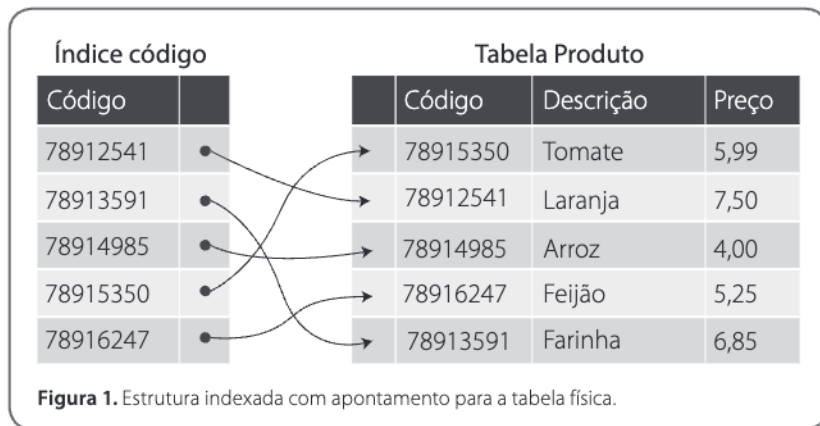 Índice código
Código
78912541
78913591
78914985
78915350
78916247
Tabela Produto
Código Descrição Preço
78915350 Tomate 5,99
78912541 Laranja 7,50
78914985 Arroz 4,00
78916247 Feijão 5,25
78913591 Farinha 6,85
Figura 1. Estrutura indexada com apontamento para a tabela física.